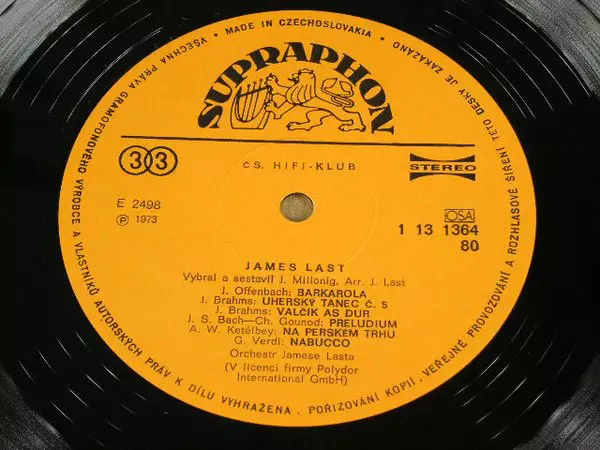 MADE IN CZECHOSLOVAKIA
VŠECHNA PRÁVA GRAMOFONOVÉHO VÝROBCE A VLASTNÍKŮ AUTORSKÝCH PRÁV K DÍLU VYHRAŽENA. POŘIZOVÁNÍ KOPIÍ, VEŘEJNÉ PROVOZOVÁNÍ A ROZHLASOVÉ ŠÍŘENÍ TÉTO DESKY JE ZAKÁZÁNO
SUPRAPHON
33
CS. HIFI-KLUB
STEREO
E 2498
Ⓟ 1973
OSA
1 13 1364
80
JAMES LAST
Vybral a sestavil J. Millonig, Arr. J. Last
J. Offenbach: BARKAROLA
J. Brahms: UHERSKÝ TANEC Č. 5
J. Brahms: VALČÍK AS DUR
J. S. Bach—Ch. Gounod: PRELUDIUM
A. W. Ketélbey: NA PERSKÉM TRHU
G. Verdi: NABUCCO
Orchestr Jamese Lasta
(V licenci firmy Polydor
International GmbH)